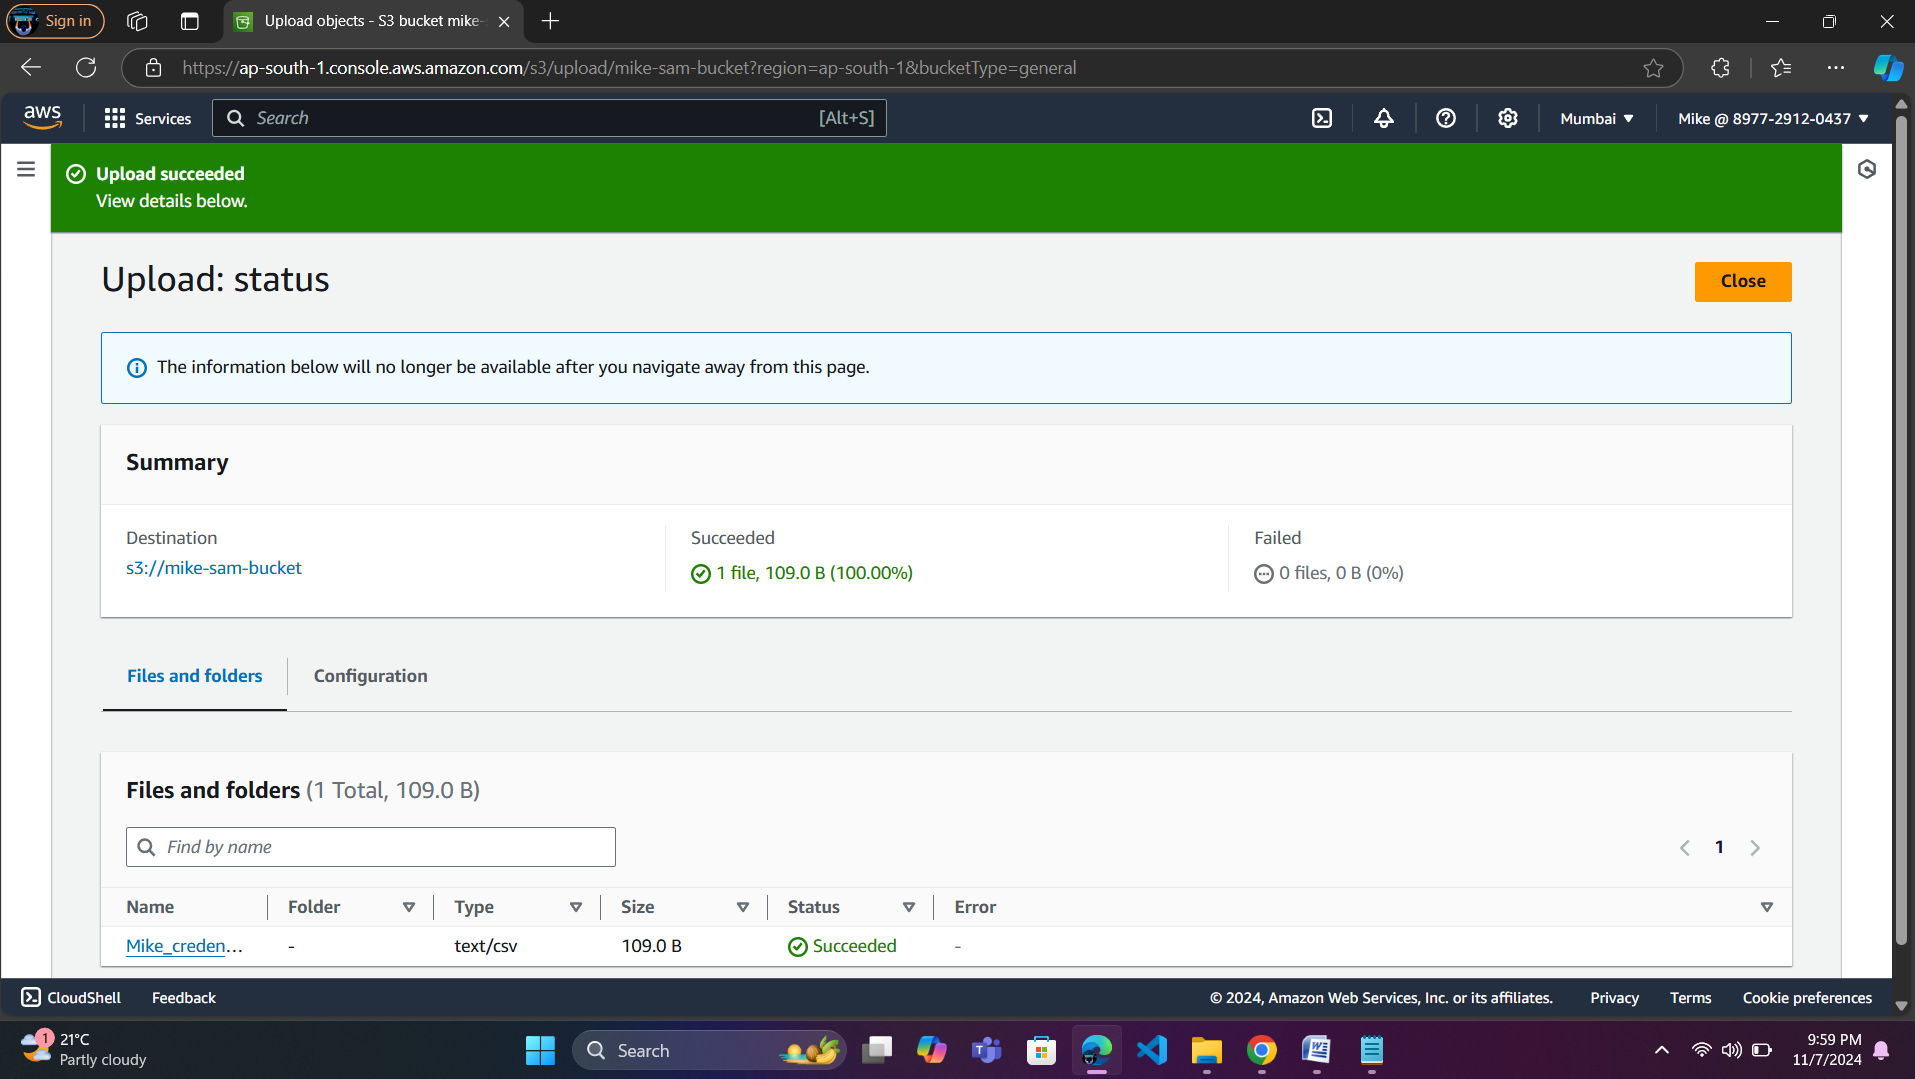 Sign in
Upload objects - S3 bucket mike-
https://ap-south-1.console.aws.amazon.com/s3/upload/mike-sam-bucket?region=ap-south-1&bucketType=general
aws
Services
Search
[Alt+S]
Mumbai
Mike @ 8977-2912-0437
Upload succeeded
View details below.
Upload: status
Close
The information below will no longer be available after you navigate away from this page.
Summary
Destination
s3://mike-sam-bucket
Succeeded
1 file, 109.0 B (100.00%)
Failed
0 files, 0 B (0%)
Files and folders
Configuration
Files and folders (1 Total, 109.0 B)
Find by name
1
Name Folder Type Size Status Error
Mike_creden... - text/csv 109.0 B Succeeded -
CloudShell
Feedback
© 2024, Amazon Web Services, Inc. or its affiliates.
Privacy
Terms
Cookie preferences
1
21°C
Partly cloudy
Search
9:59 PM
11/7/2024